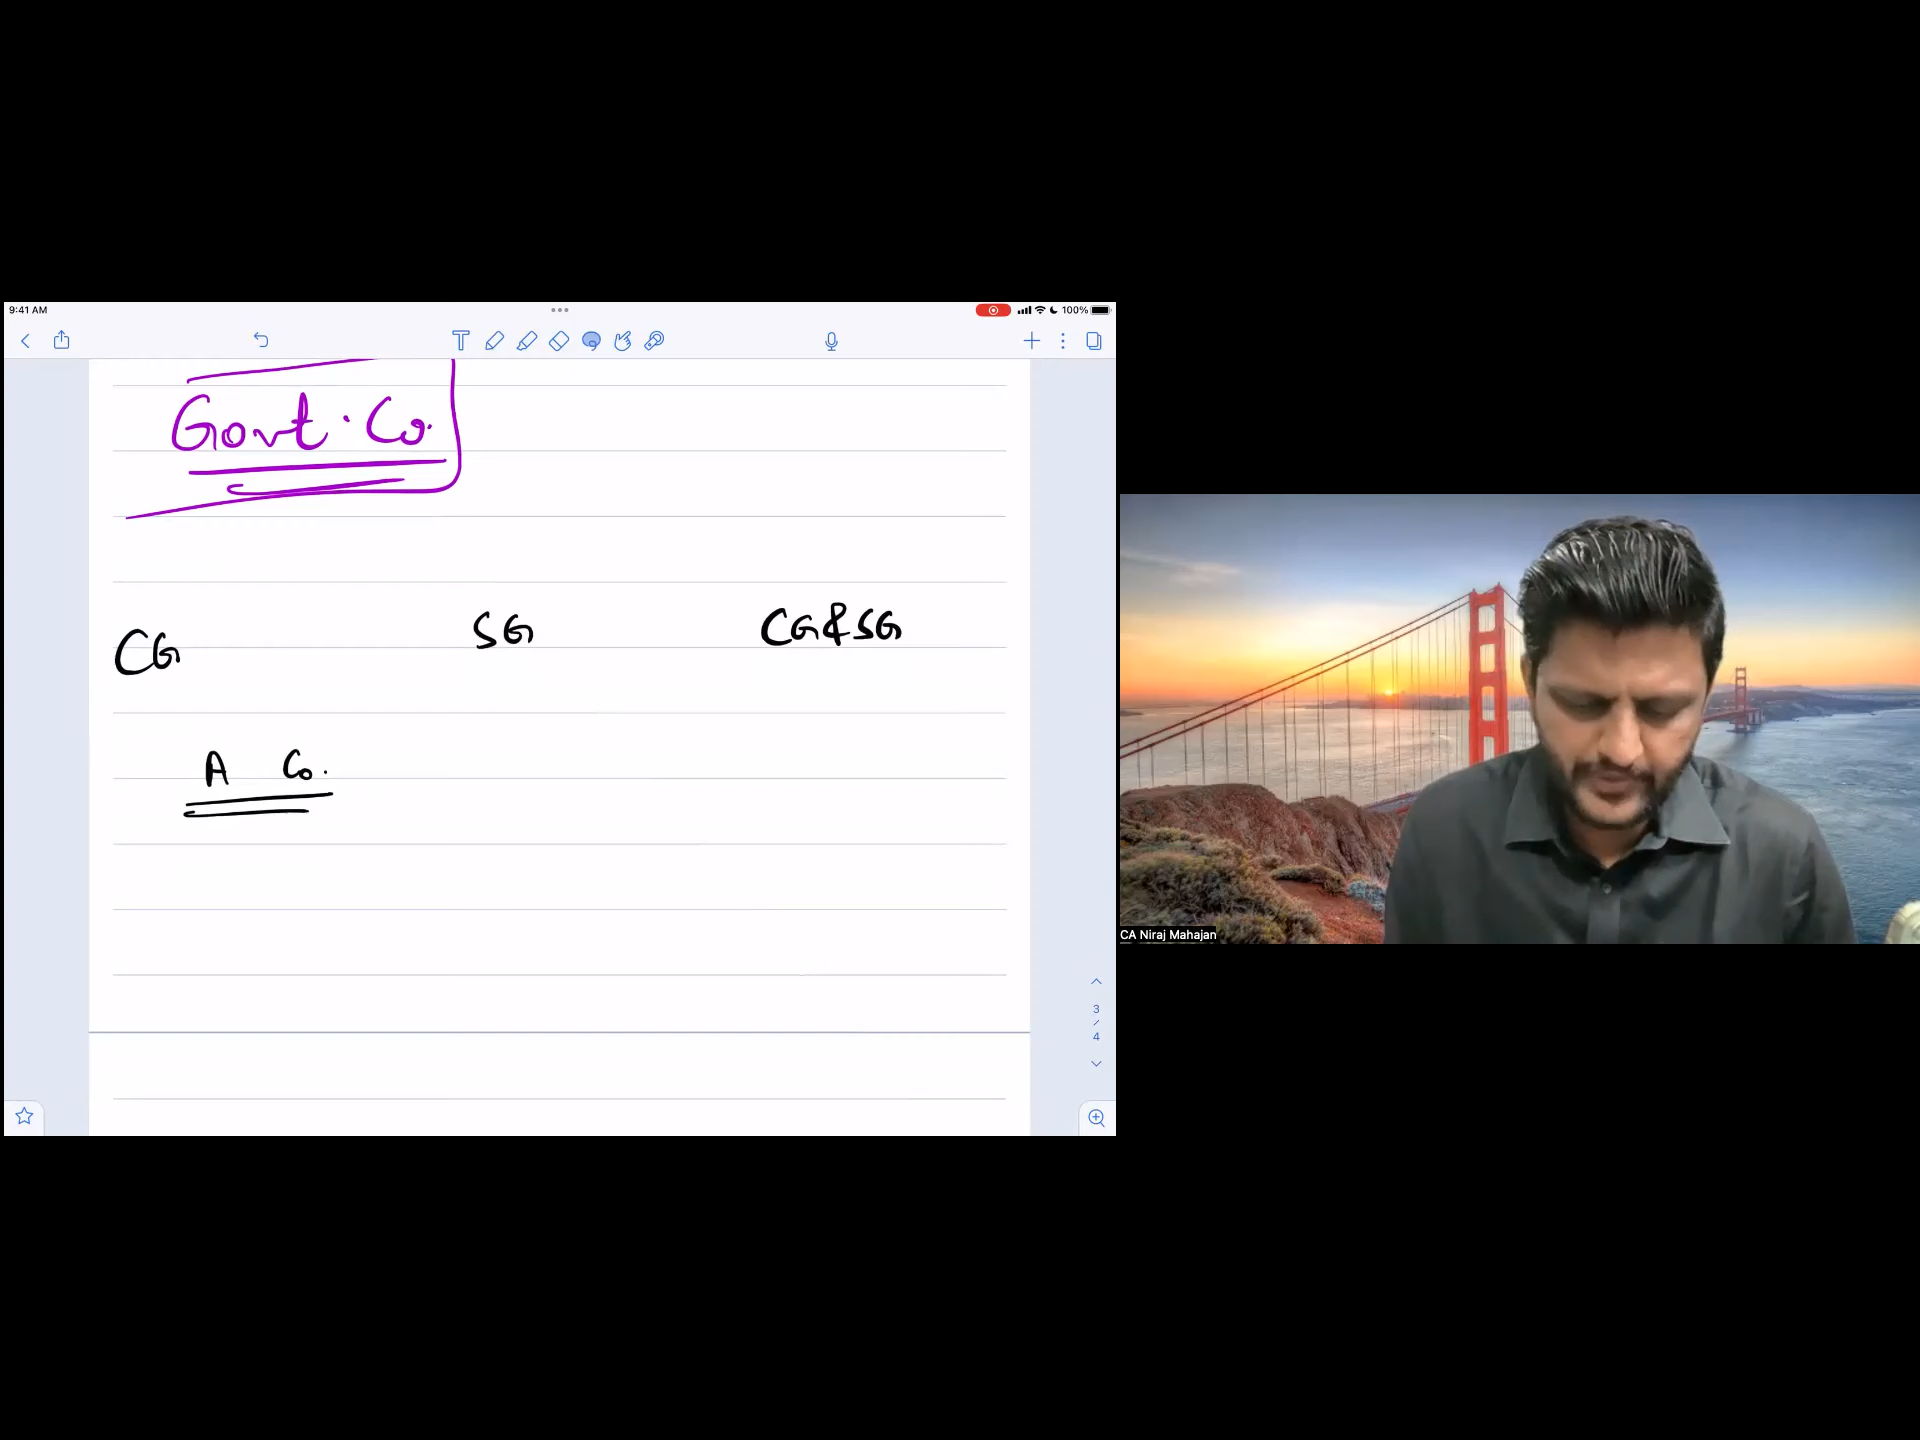 9:41 AM
100%
Govt. Co.
CG SG CG & SG
A Co.
3
/
4
CA Niraj Mahajan